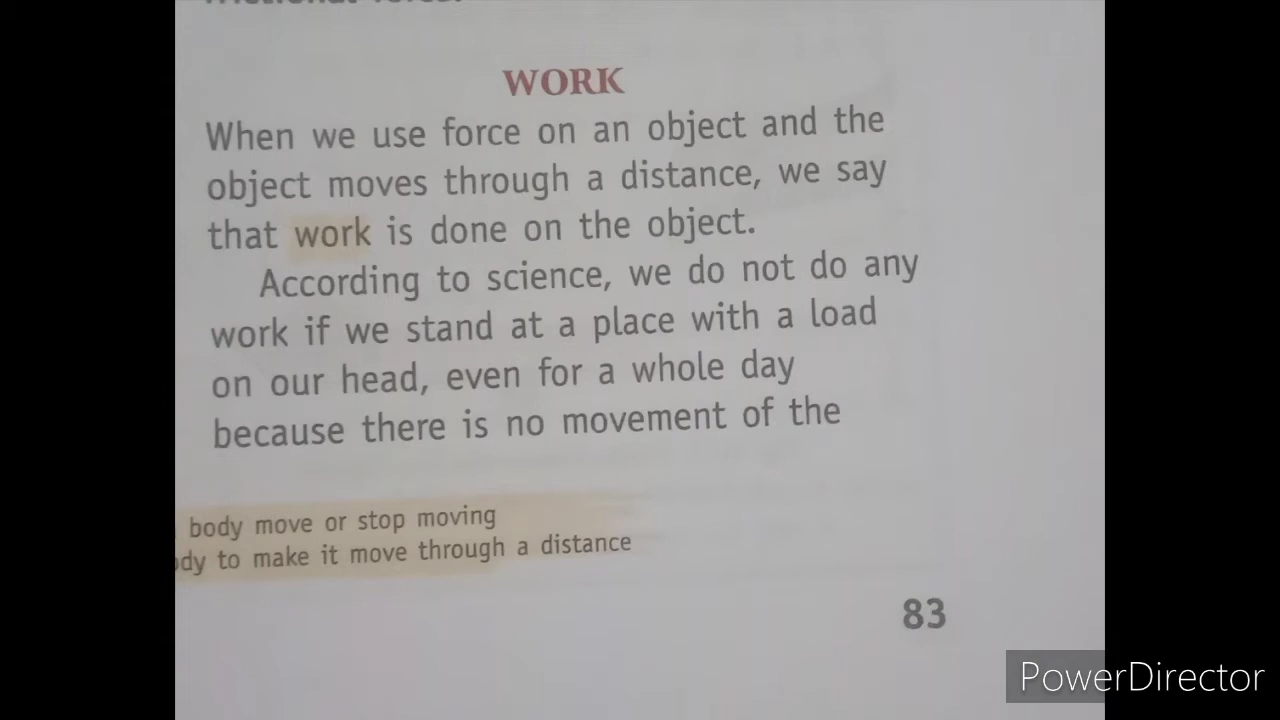 WORK
When we use force on an object and the
object moves through a distance, we say
that work is done on the object.
According to science, we do not do any
work if we stand at a place with a load
on our head, even for a whole day
because there is no movement of the
body move or stop moving
to make it move through a distance
83
PowerDirector